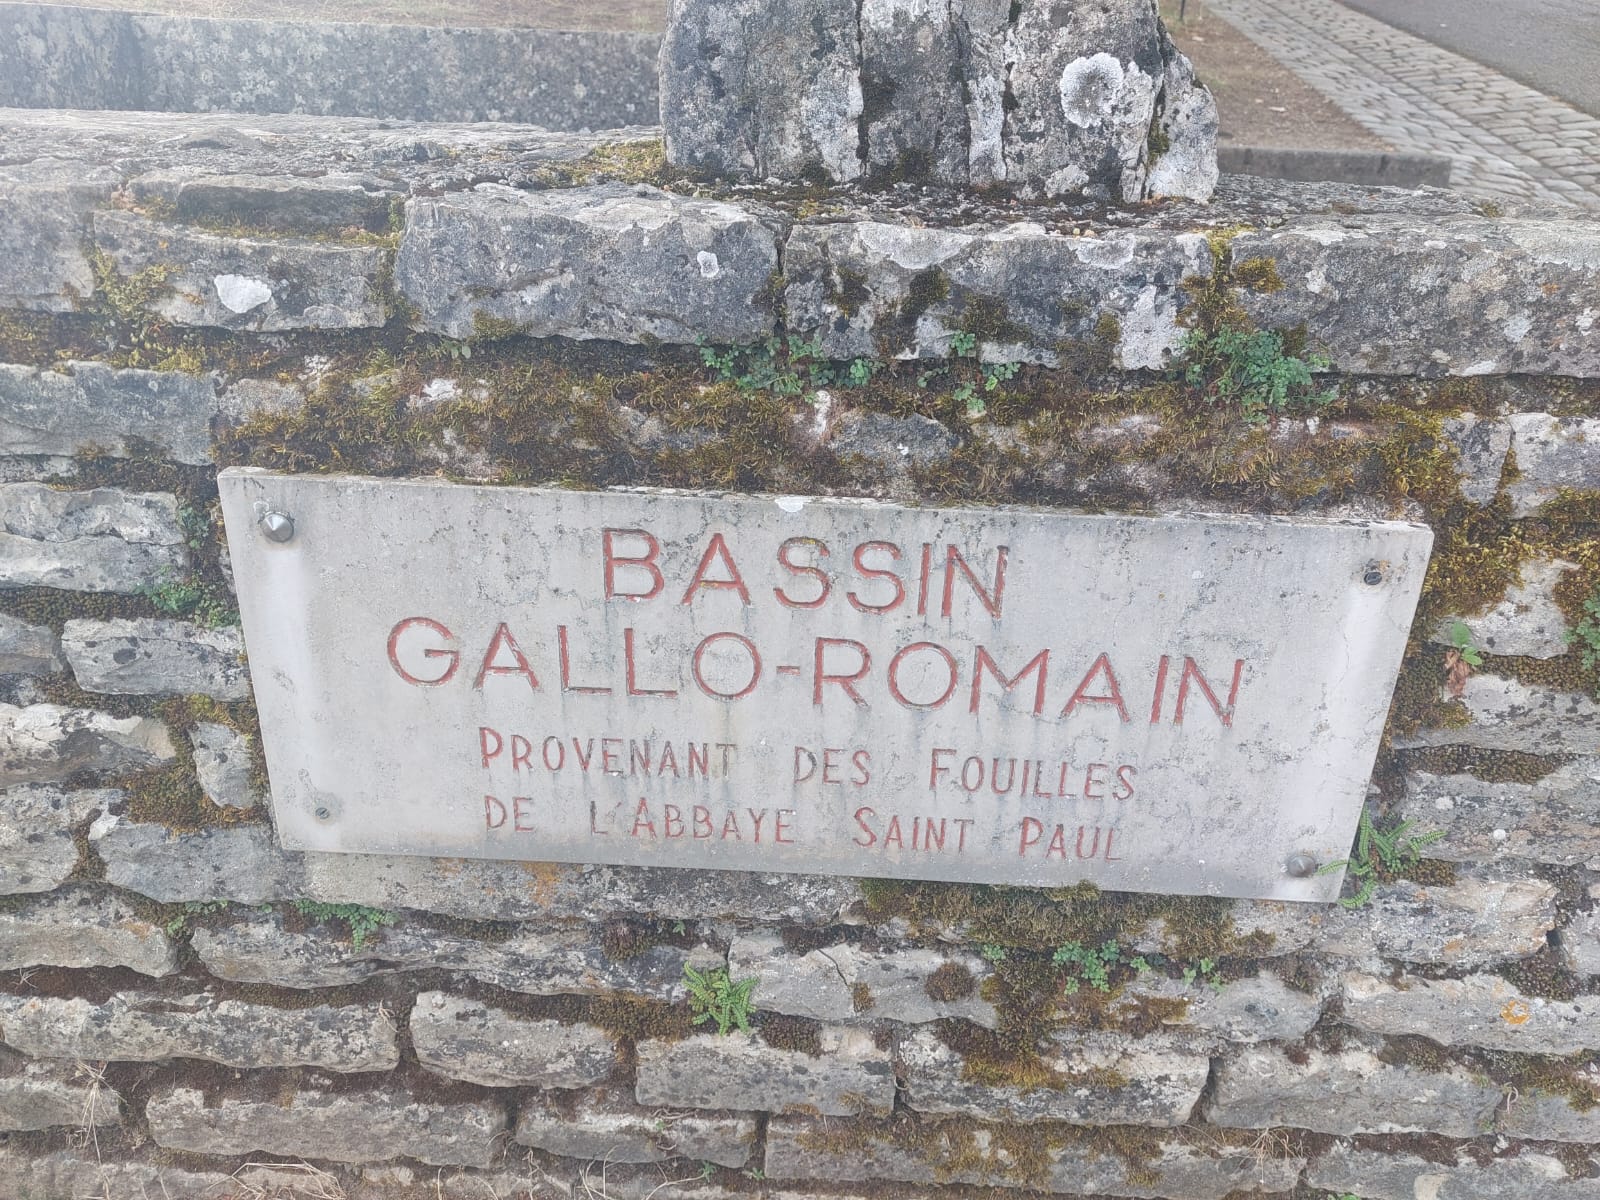 BASSIN
GALLO-ROMAIN
PROVENANT DES FOUILLES
DE L'ABBAYE SAINT PAUL